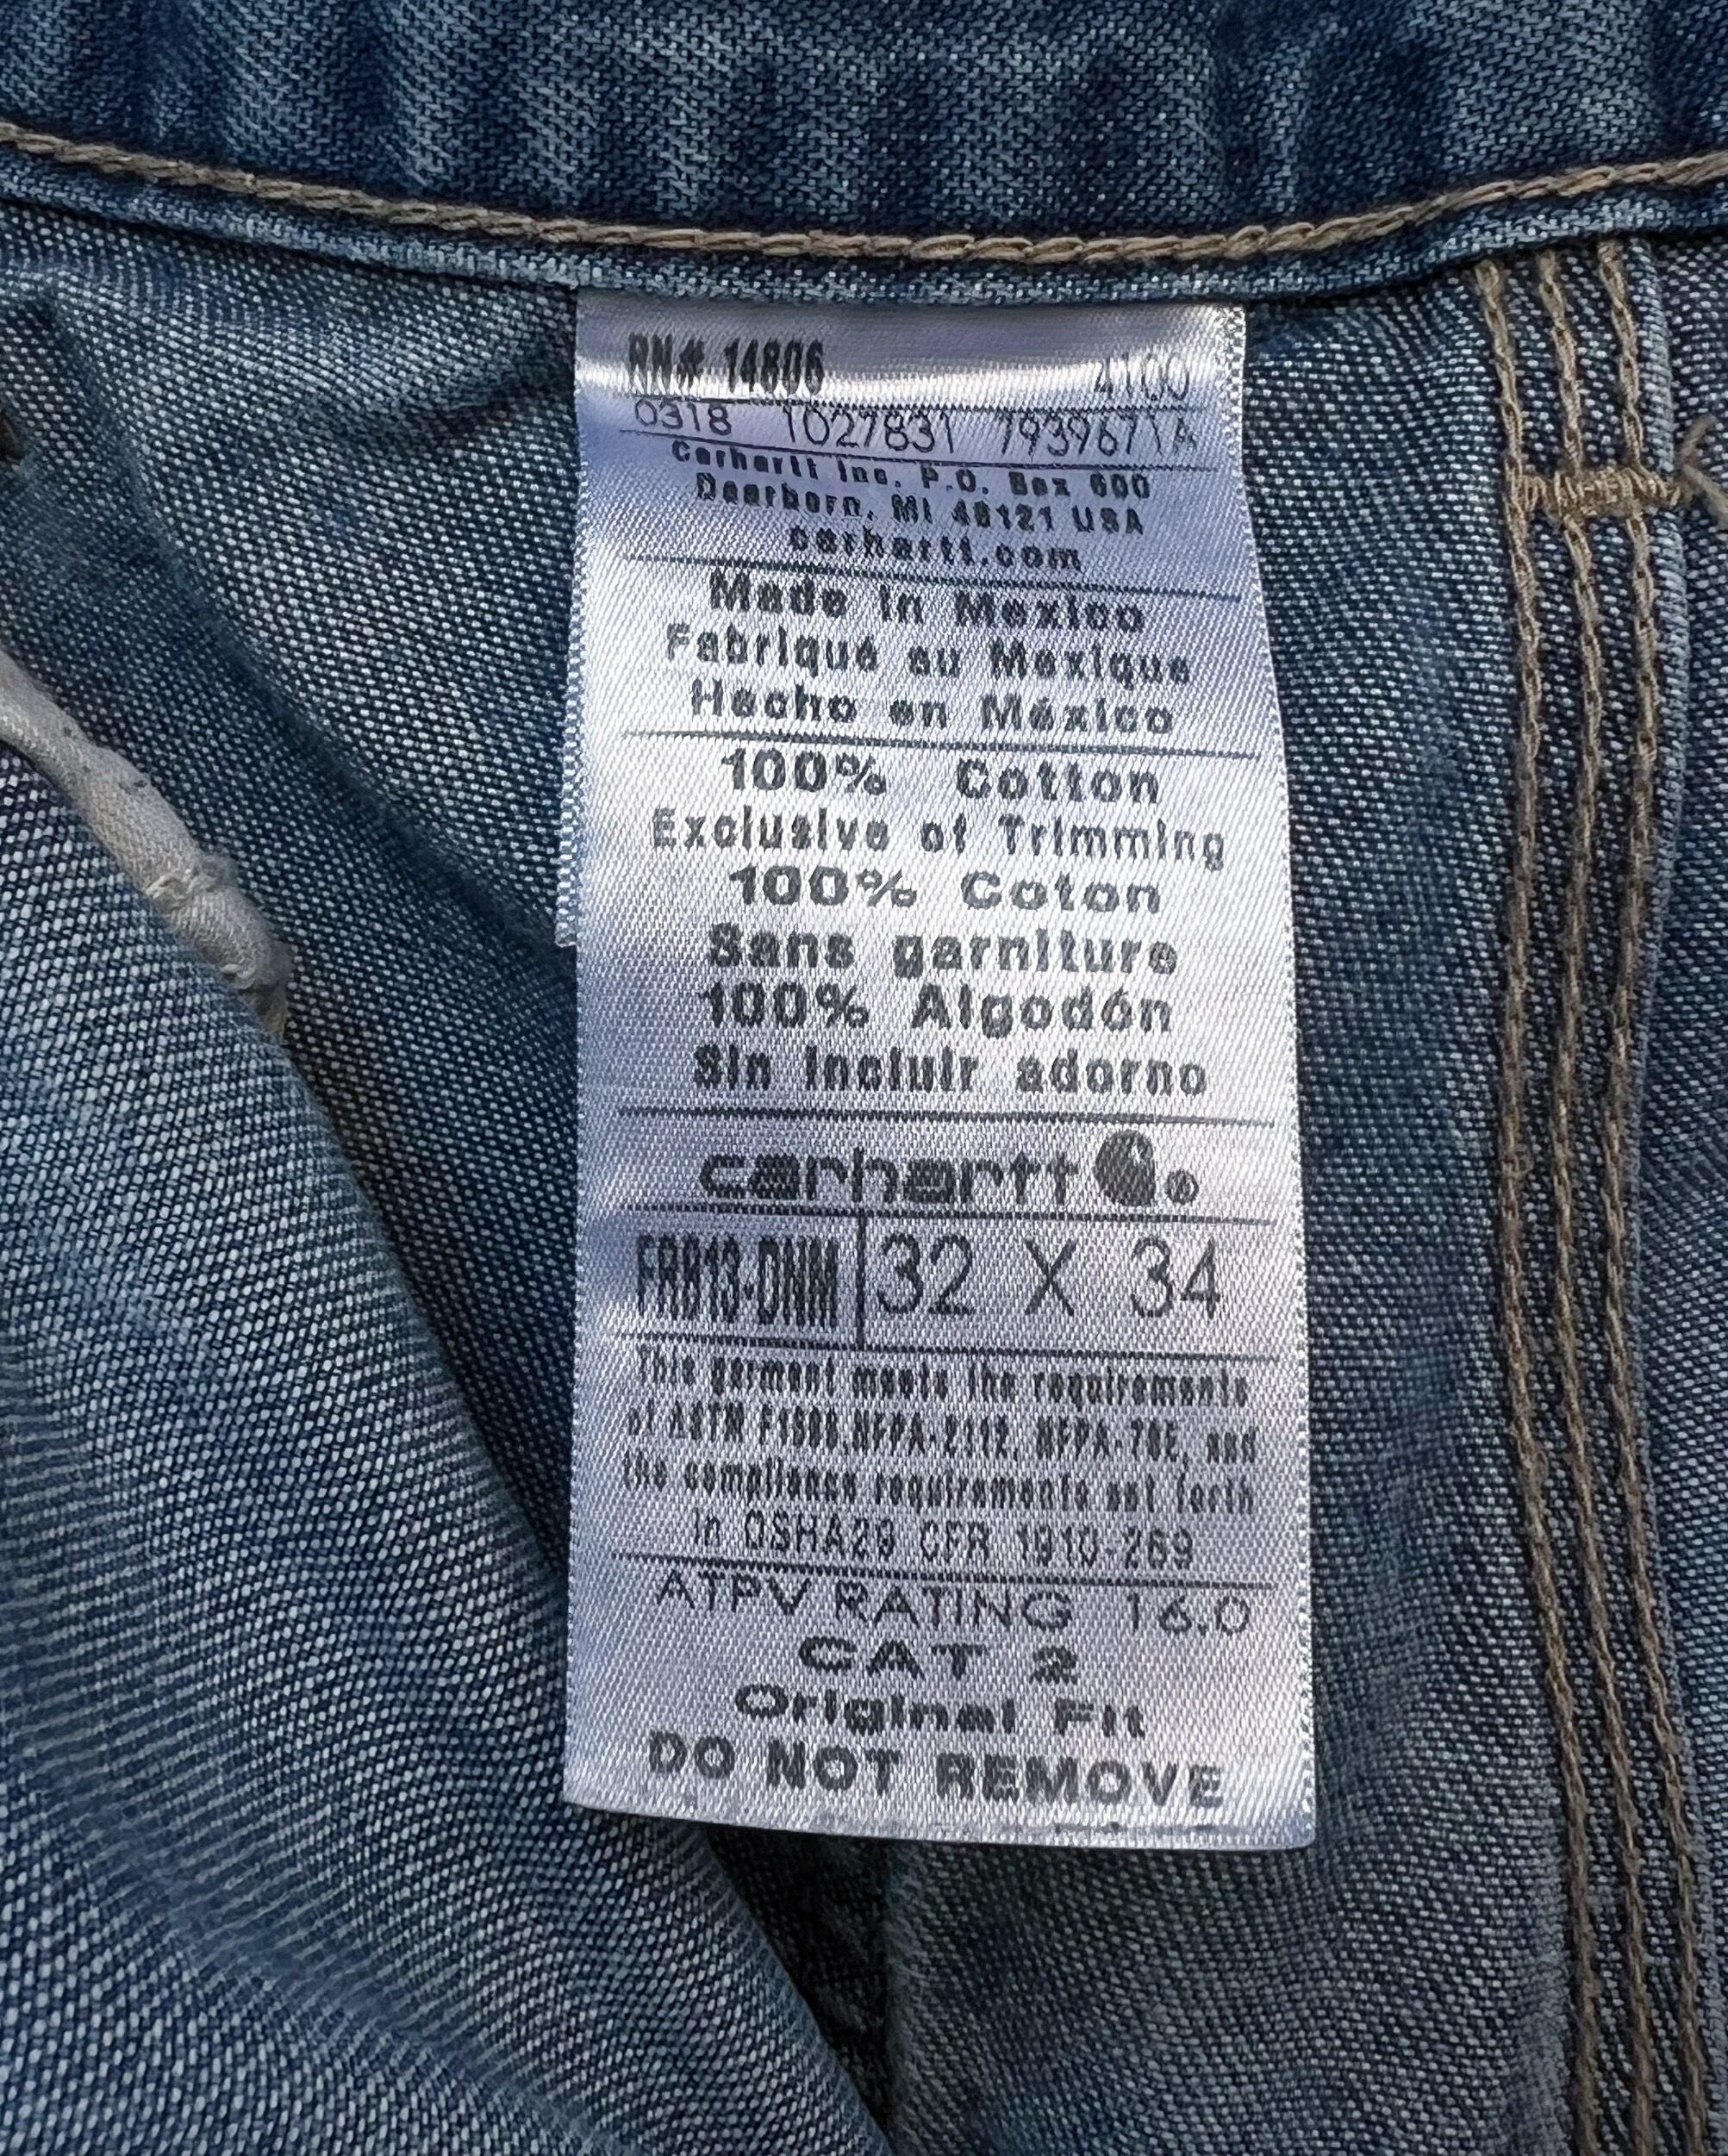 RN# 14806 4100
0318 1027831 7939671A
Carhartt Inc. P.O. Box 600
Dearborn, MI 48121 USA
carhartt.com
Made in Mexico
Fabriqué au Mexique
Hecho en México
100% Cotton
Exclusive of Trimming
100% Coton
Sans garniture
100% Algodón
Sin incluir adorno
carhartt ®
FRB13-DNM 32 X 34
This garment meets the requirements
of ASTM F1506, NFPA-2112, NFPA-70E, and
the compliance requirements set forth
in OSHA29 CFR 1910-269
ATPV RATING 16.0
CAT 2
Original Fit
DO NOT REMOVE